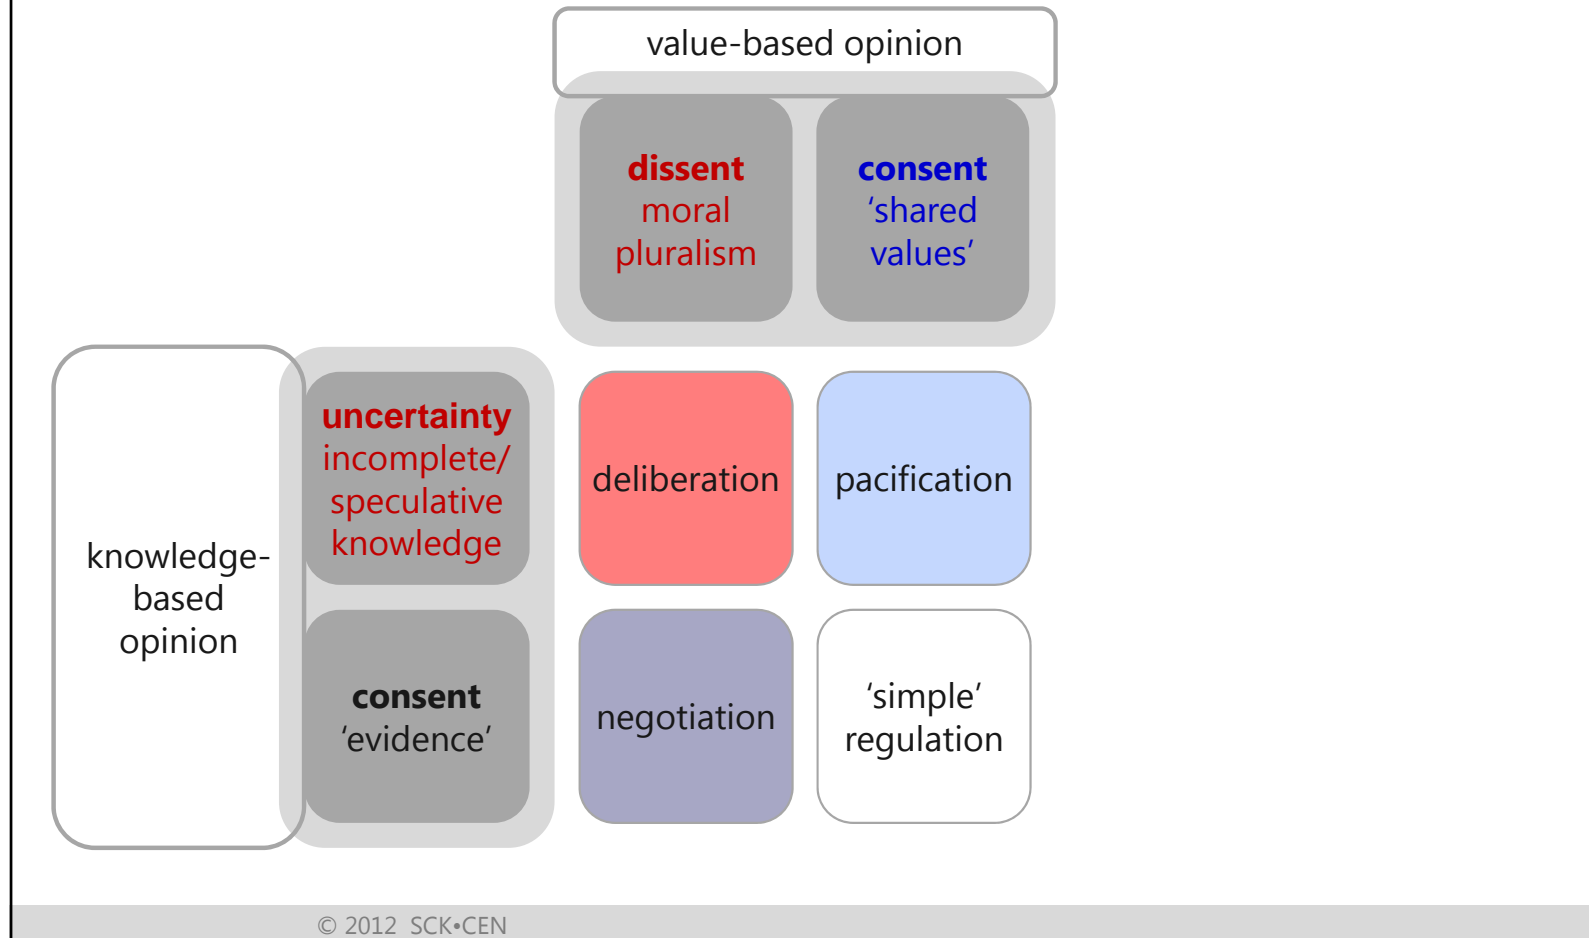 value-based opinion
dissent
moral
pluralism
consent
‘shared
values’
uncertainty
incomplete/
speculative
knowledge
deliberation
pacification
knowledge-
based
opinion
consent
‘evidence’
negotiation
‘simple’
regulation
© 2012 SCK•CEN